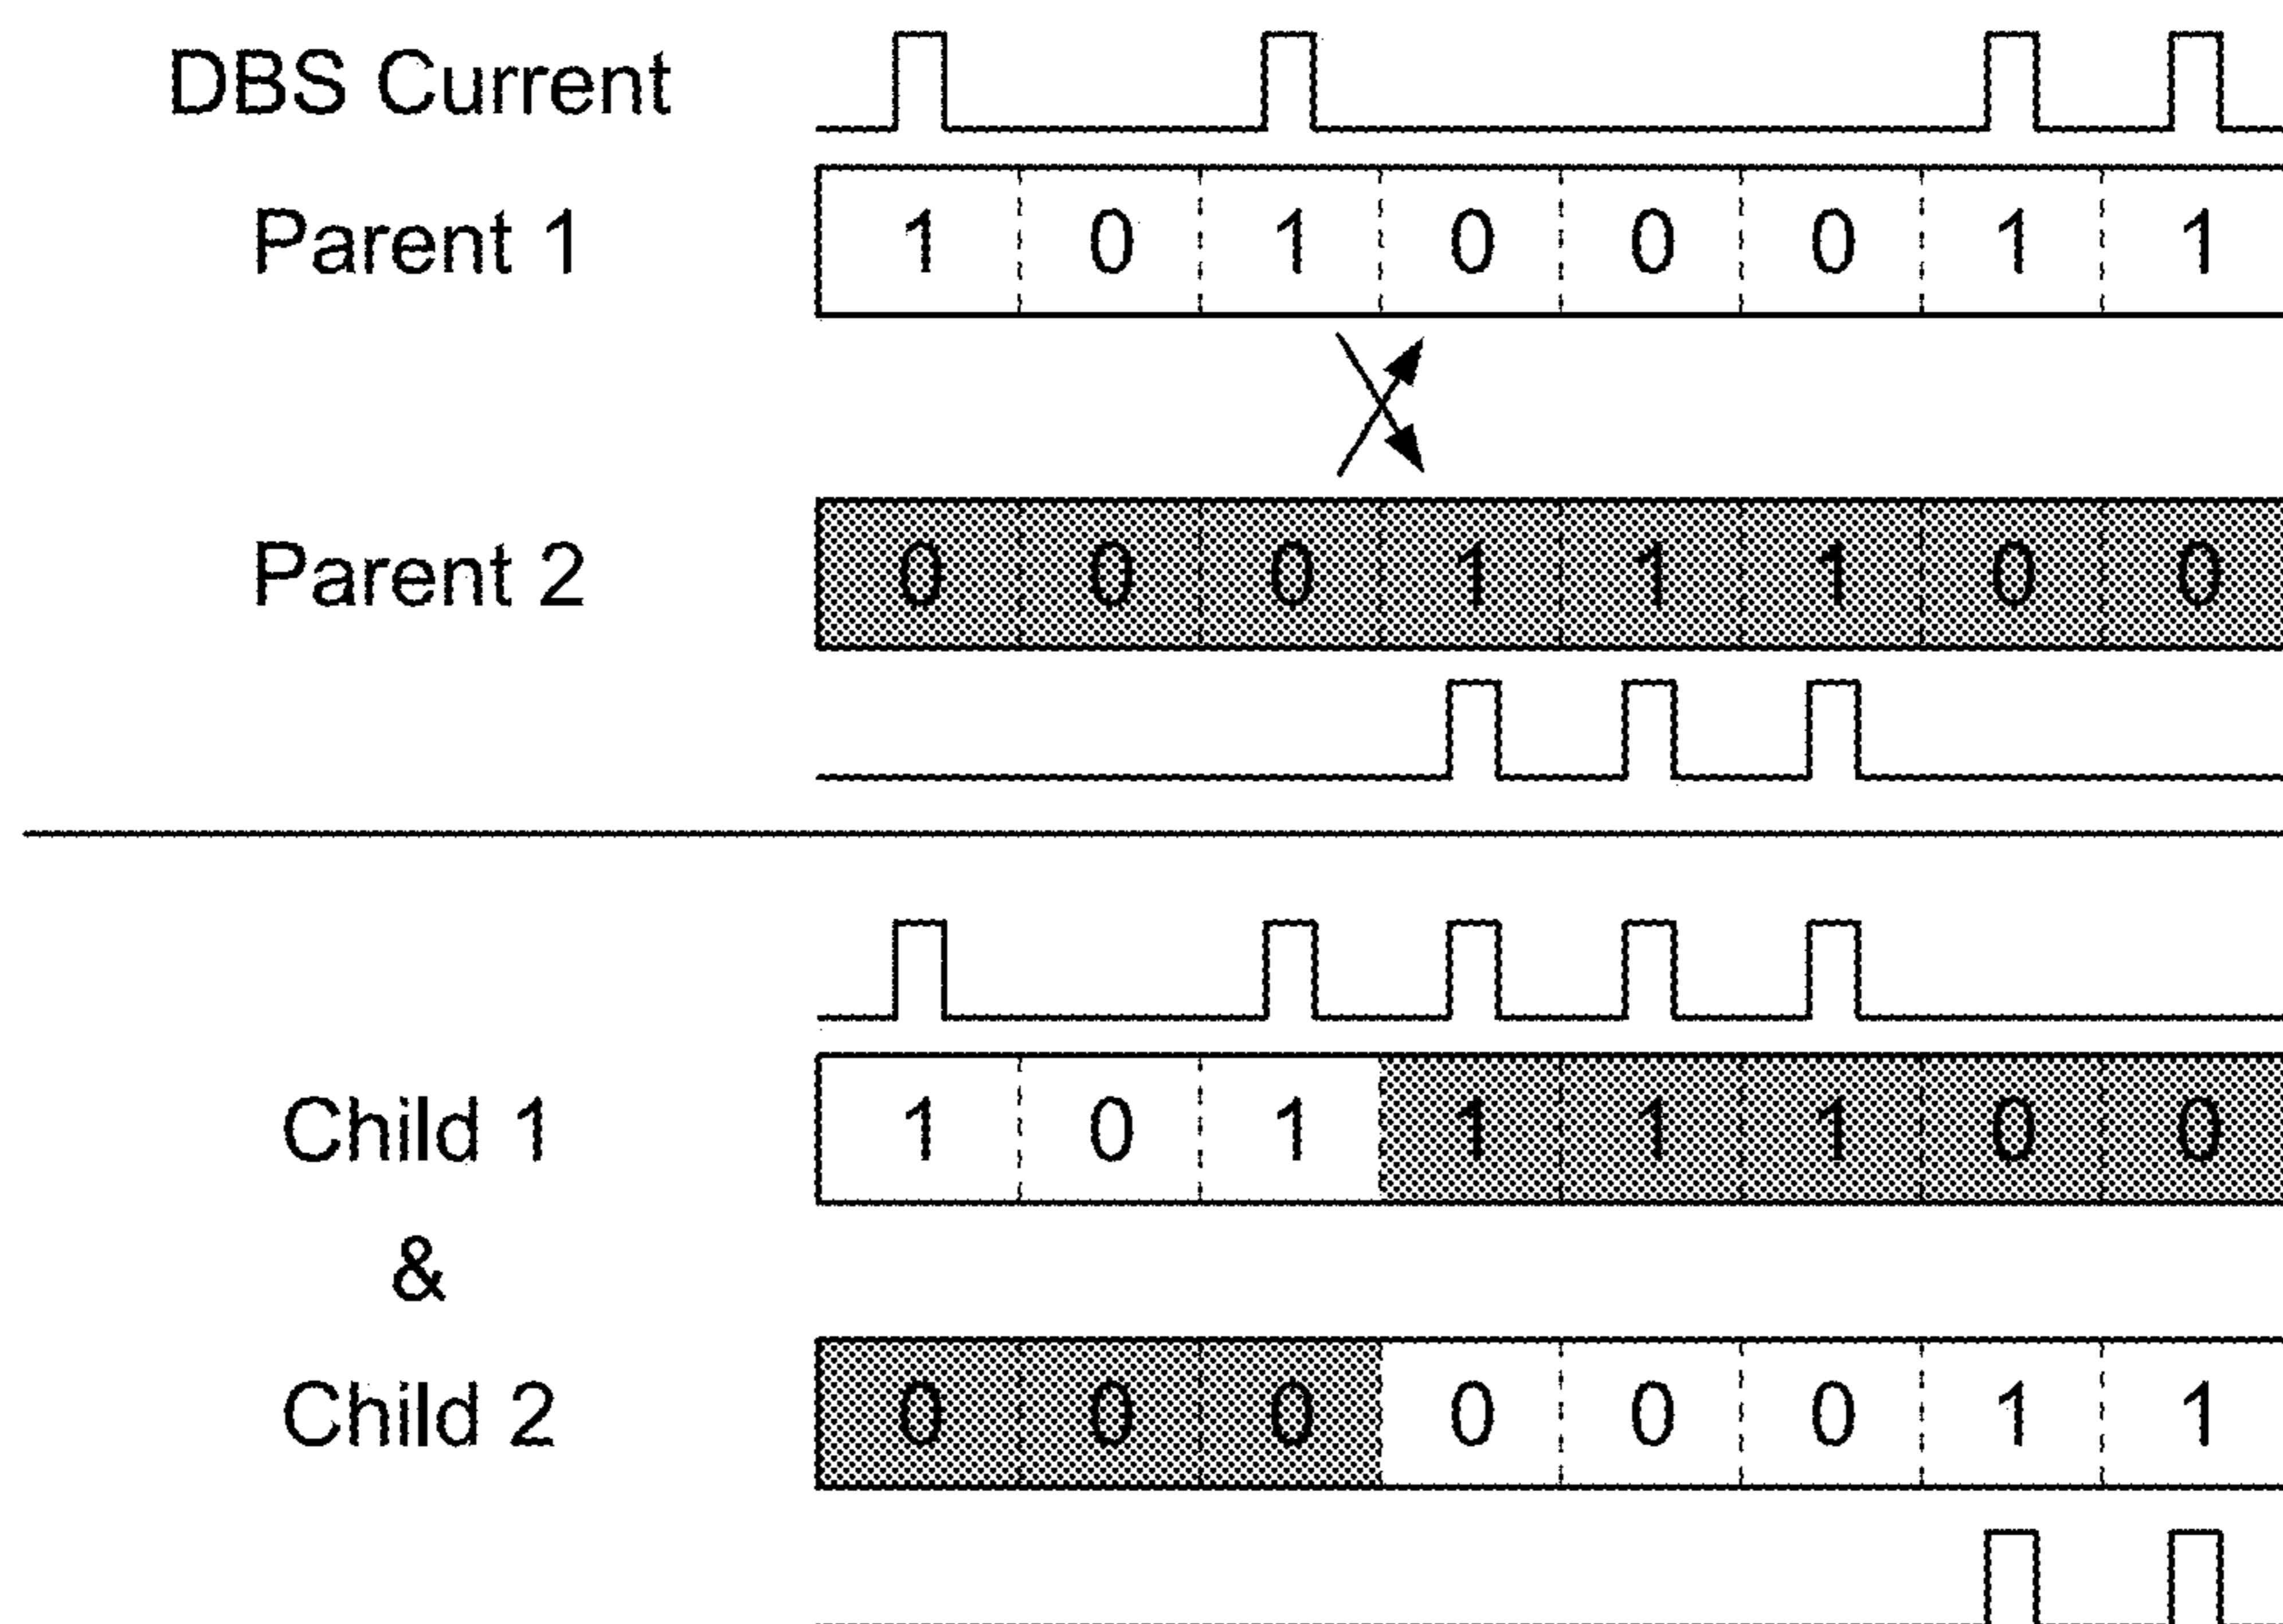 DBS Current
Parent 1 1 0 1 0 0 0 1 1
Parent 2 0 0 0 1 1 1 0 0
Child 1 1 0 1 1 1 1 0 0
&
Child 2 0 0 0 0 0 0 1 1